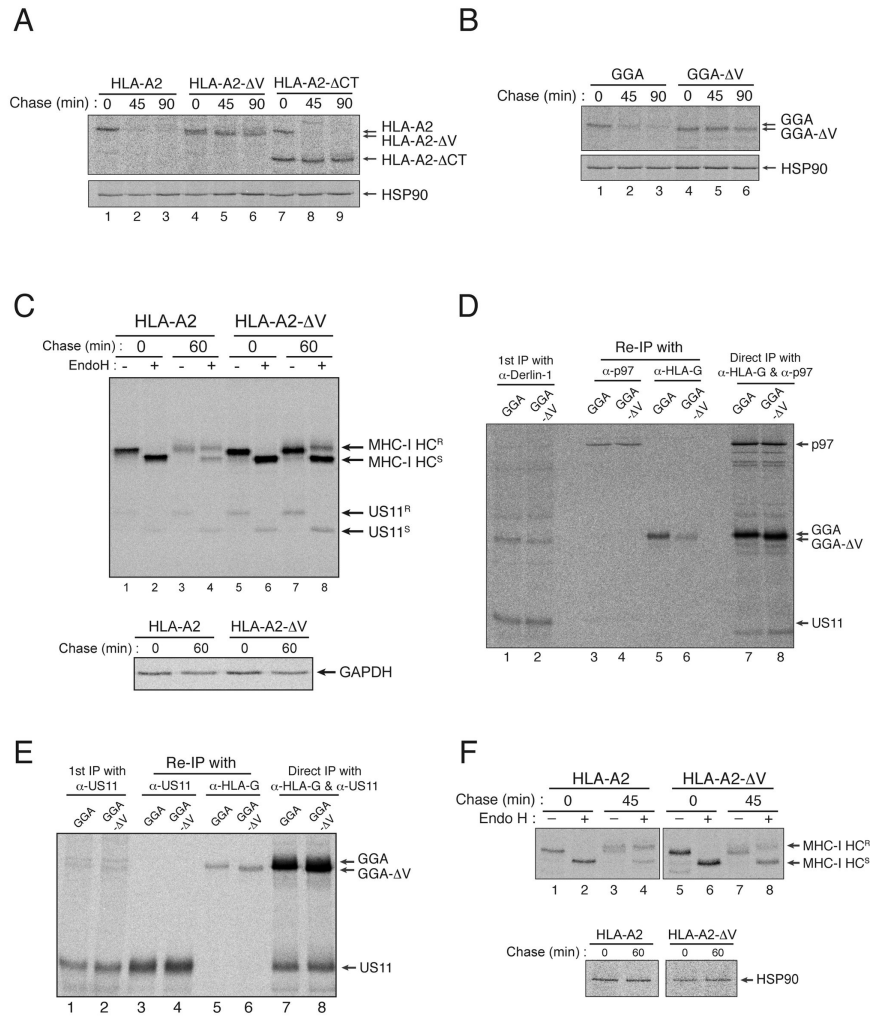 A
HLA-A2 HLA-A2-ΔV HLA-A2-ΔCT
Chase (min) : 0 45 90 0 45 90 0 45 90
HLA-A2
HLA-A2-ΔV
HLA-A2-ΔCT
HSP90
1 2 3 4 5 6 7 8 9
B
GGA GGA-ΔV
Chase (min) : 0 45 90 0 45 90
GGA
GGA-ΔV
HSP90
1 2 3 4 5 6
C
HLA-A2 HLA-A2-ΔV
Chase (min) : 0 60 0 60
EndoH : - + - + - + - +
MHC-I HCᴿ
MHC-I HCˢ
US11ᴿ
US11ˢ
1 2 3 4 5 6 7 8
HLA-A2 HLA-A2-ΔV
Chase (min) : 0 60 0 60
GAPDH
D
1st IP with
α-Derlin-1
Re-IP with
α-p97 α-HLA-G
Direct IP with
α-HLA-G & α-p97
GGA GGA-ΔV GGA GGA-ΔV GGA GGA-ΔV GGA GGA-ΔV
p97
GGA
GGA-ΔV
US11
1 2 3 4 5 6 7 8
E
1st IP with
α-US11
Re-IP with
α-US11 α-HLA-G
Direct IP with
α-HLA-G & α-US11
GGA GGA-ΔV GGA GGA-ΔV GGA GGA-ΔV GGA GGA-ΔV
GGA
GGA-ΔV
US11
1 2 3 4 5 6 7 8
F
HLA-A2 HLA-A2-ΔV
Chase (min) : 0 45 0 45
Endo H : − + − + − + − +
MHC-I HCᴿ
MHC-I HCˢ
1 2 3 4 5 6 7 8
HLA-A2 HLA-A2-ΔV
Chase (min) : 0 60 0 60
HSP90